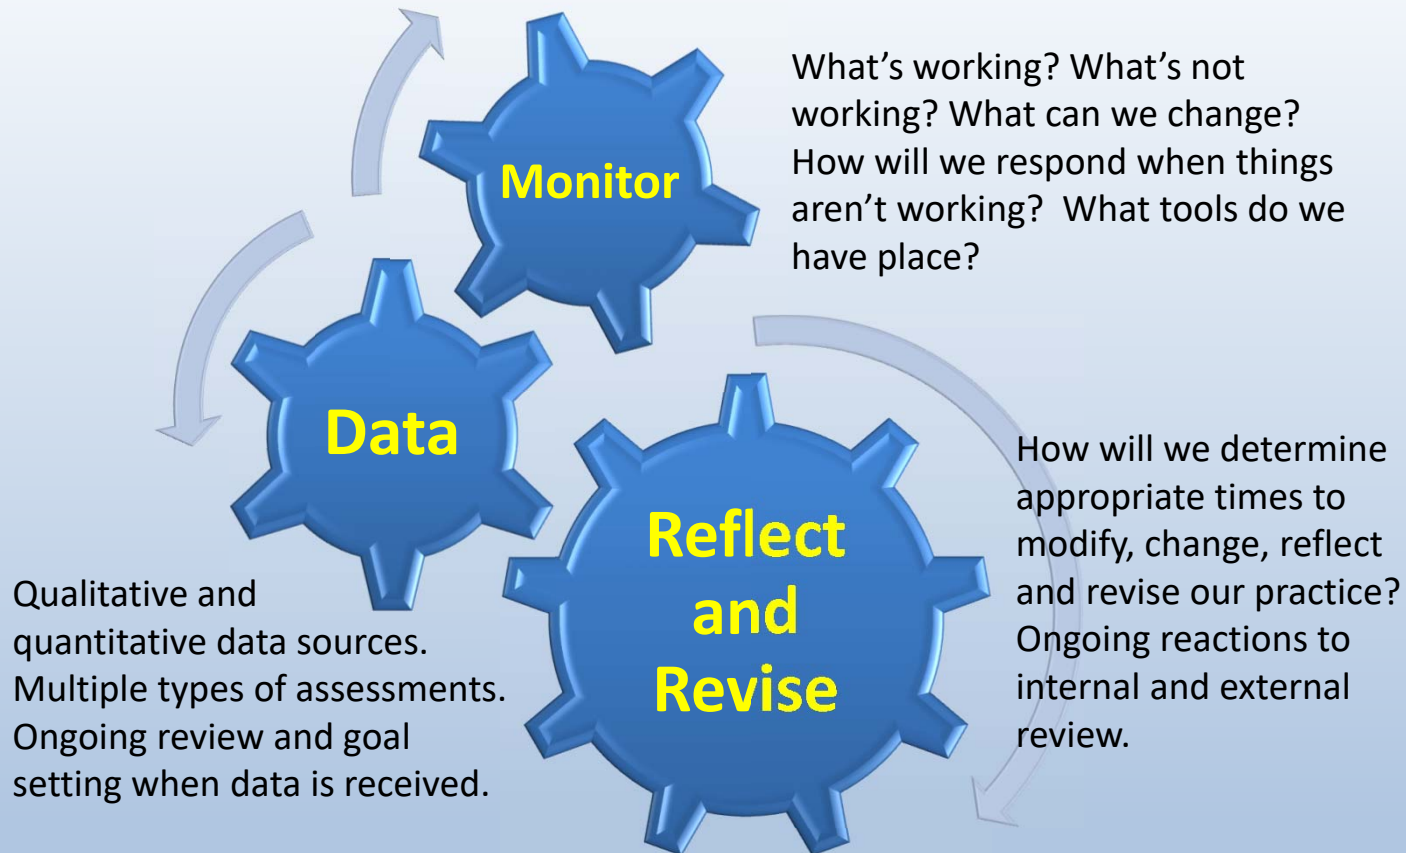 What’s working? What’s not
working? What can we change?
How will we respond when things
aren’t working?  What tools do we
have place?
Monitor
Data
Reflect
and
Revise
How will we determine
appropriate times to
modify, change, reflect
and revise our practice?
Ongoing reactions to
internal and external
review.
Qualitative and
quantitative data sources.
Multiple types of assessments.
Ongoing review and goal
setting when data is received.